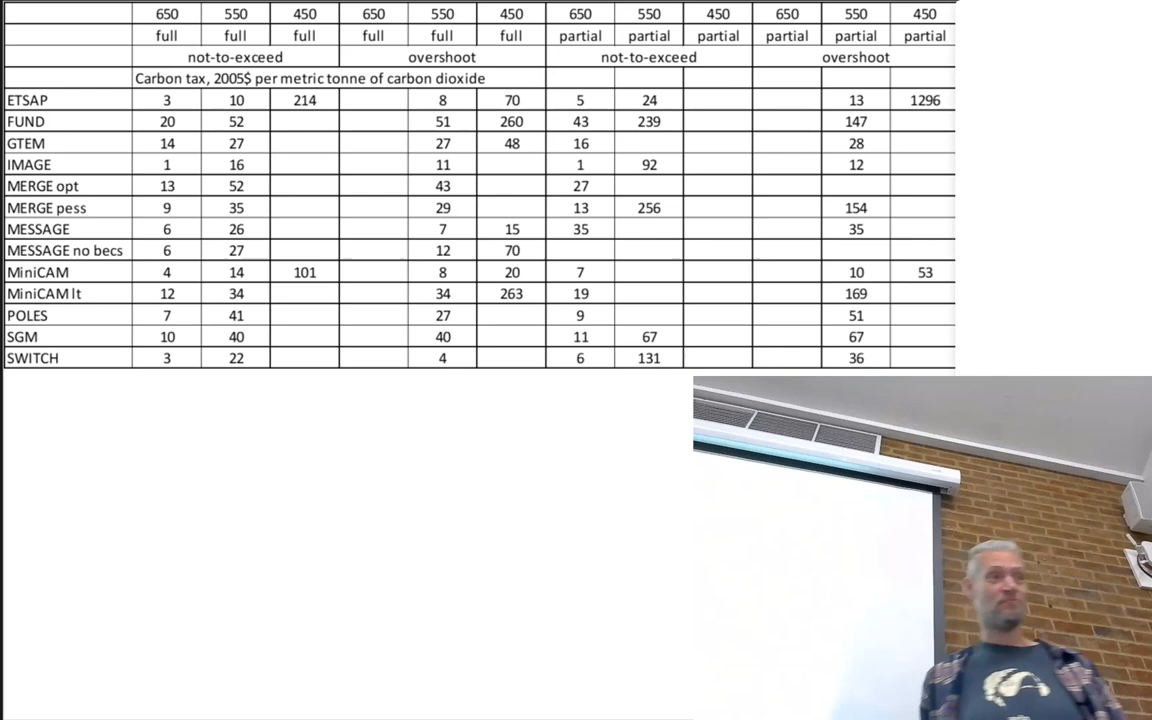 650 550 450 650 550 450 650 550 450 650 550 450
full full full full full full partial partial partial partial partial partial
not-to-exceed overshoot not-to-exceed overshoot
Carbon tax, 2005$ per metric tonne of carbon dioxide
ETSAP 3 10 214 8 70 5 24 13 1296
FUND 20 52 51 260 43 239 147
GTEM 14 27 27 48 16 28
IMAGE 1 16 11 1 92 12
MERGE opt 13 52 43 27
MERGE pess 9 35 29 13 256 154
MESSAGE 6 26 7 15 35 35
MESSAGE no becs 6 27 12 70
MiniCAM 4 14 101 8 20 7 10 53
MiniCAM lt 12 34 34 263 19 169
POLES 7 41 27 9 51
SGM 10 40 40 11 67 67
SWITCH 3 22 4 6 131 36